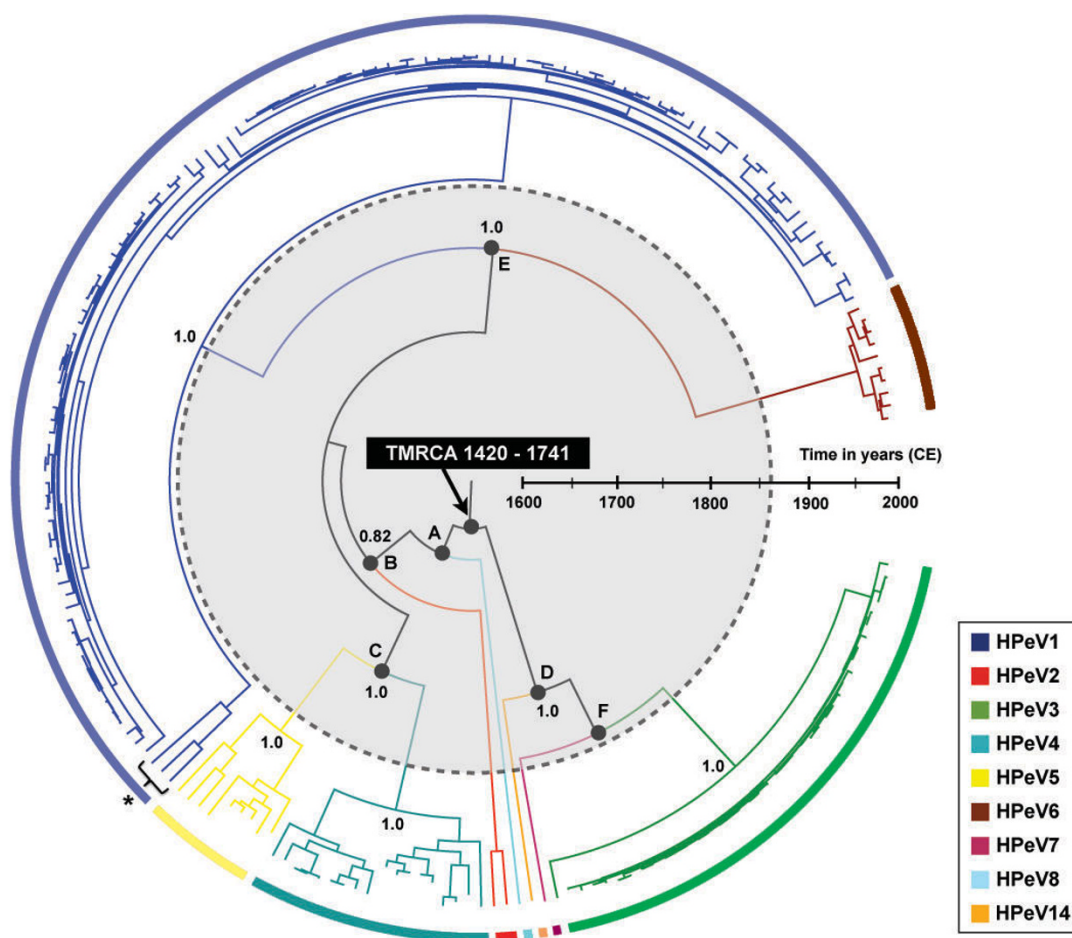 1.0
E
1.0
TMRCA 1420 - 1741
Time in years (CE)
1600 1700 1800 1900 2000
A
0.82
B
C
1.0
D
1.0
F
1.0
1.0
1.0
*
HPeV1
HPeV2
HPeV3
HPeV4
HPeV5
HPeV6
HPeV7
HPeV8
HPeV14